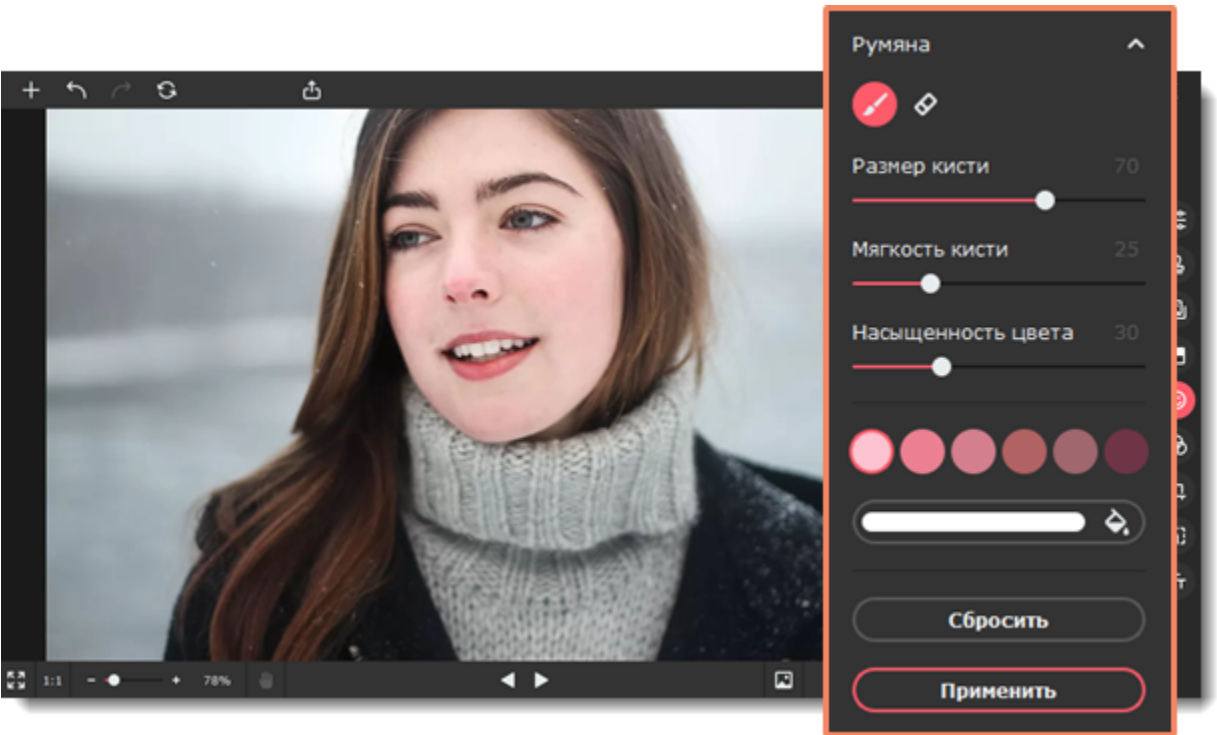 Румяна
Размер кисти 70
Мягкость кисти 25
Насыщенность цвета 30
Сбросить
Применить
1:1 - + 78%